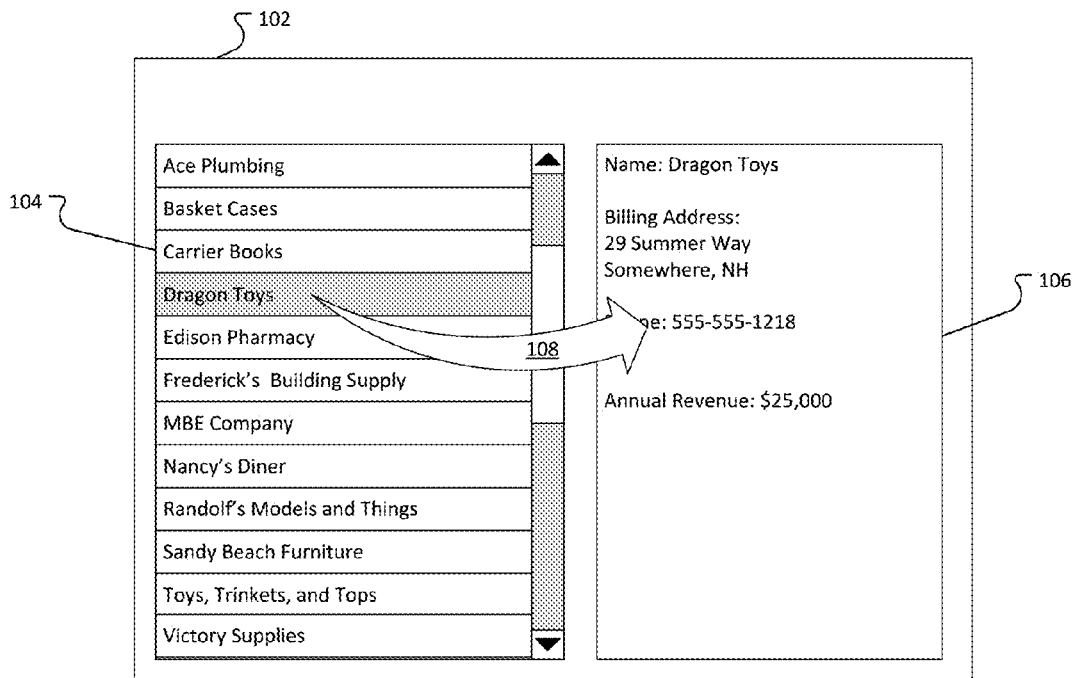 102
104
Ace Plumbing
Basket Cases
Carrier Books
Dragon Toys
Edison Pharmacy
Frederick's Building Supply
MBE Company
Nancy's Diner
Randolf's Models and Things
Sandy Beach Furniture
Toys, Trinkets, and Tops
Victory Supplies
108
Name: Dragon Toys
Billing Address:
29 Summer Way
Somewhere, NH
555-555-1218
Annual Revenue: $25,000
106